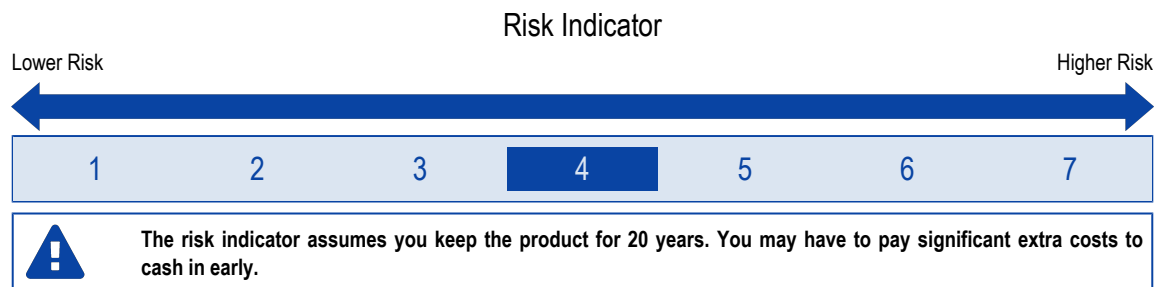 Risk Indicator
Lower Risk Higher Risk
1 2 3 4 5 6 7
The risk indicator assumes you keep the product for 20 years. You may have to pay significant extra costs to
cash in early.